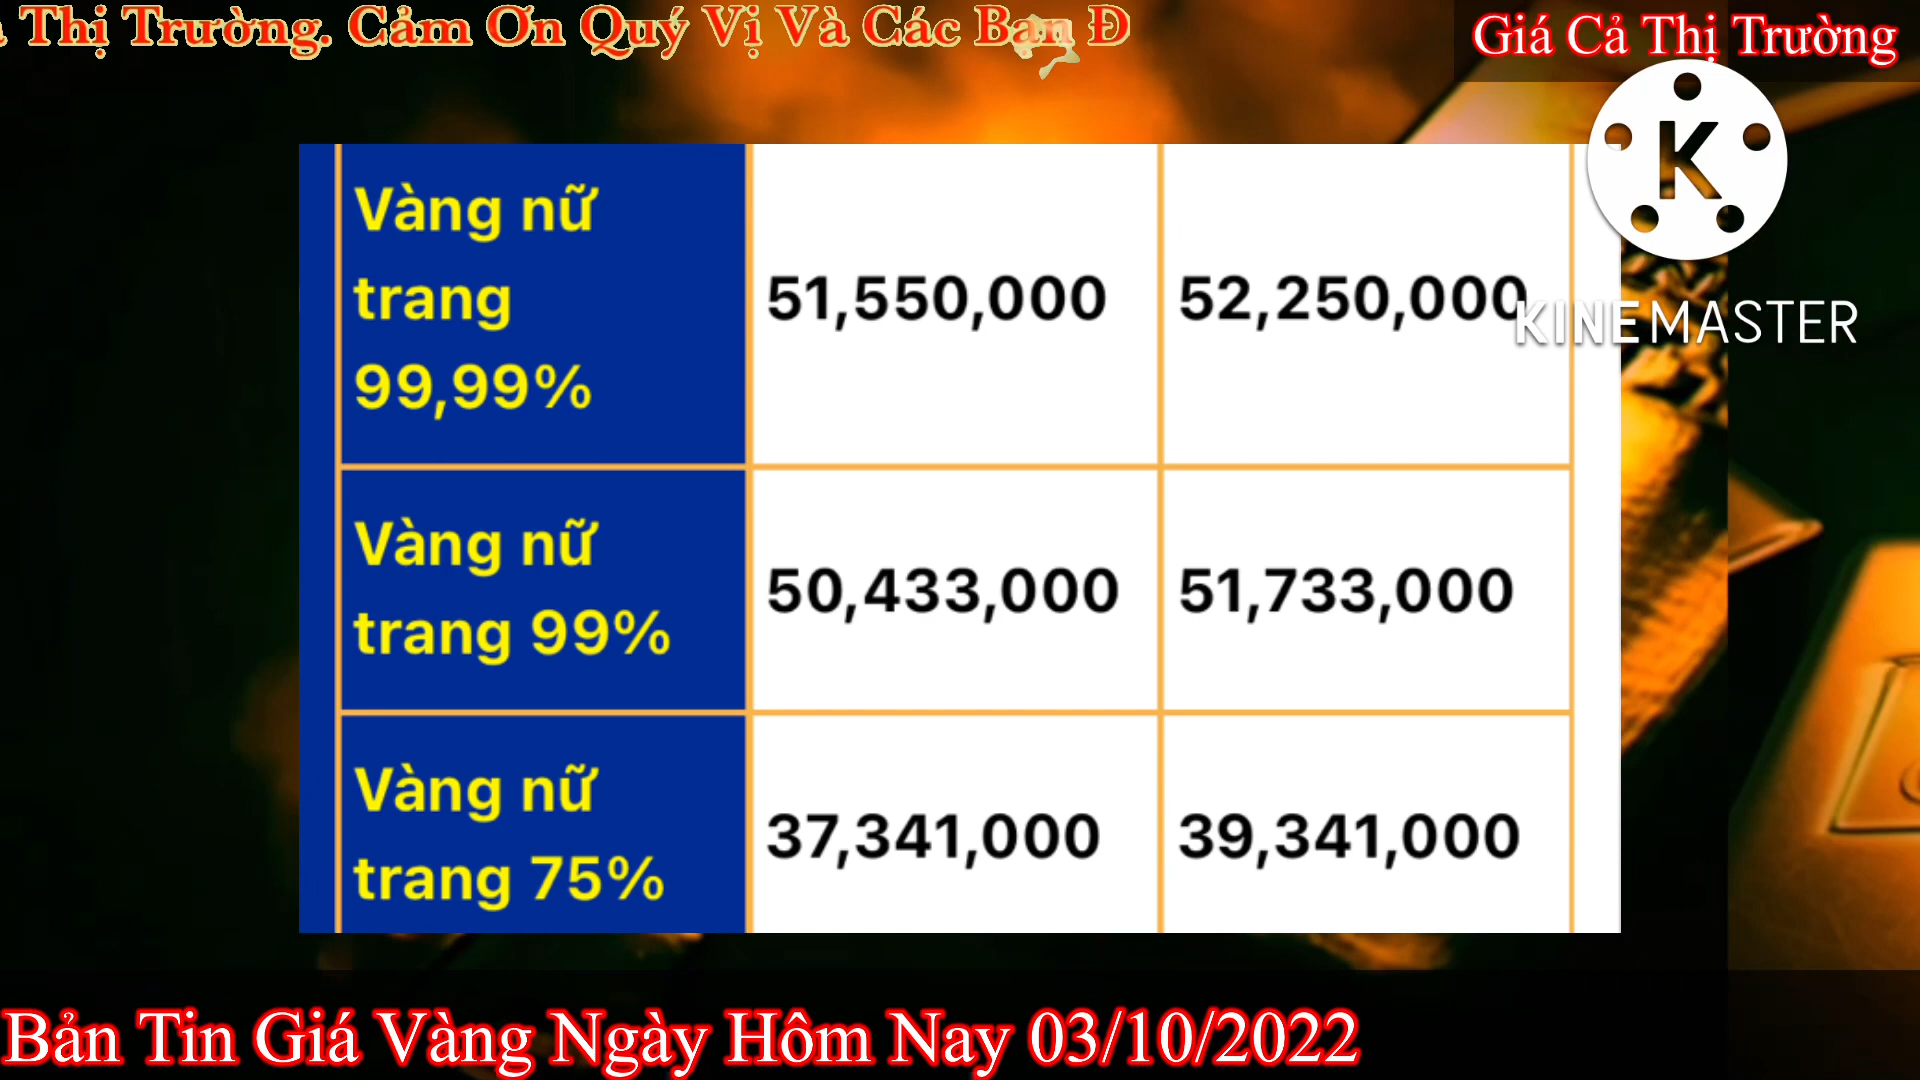 Thị Trường. Cảm Ơn Quý Vị Và Các Bạn Đ
Giá Cả Thị Trường
K
KINEMASTER
Vàng nữ
trang
99,99%
51,550,000
52,250,000
Vàng nữ
trang 99%
50,433,000
51,733,000
Vàng nữ
trang 75%
37,341,000
39,341,000
Bản Tin Giá Vàng Ngày Hôm Nay 03/10/2022